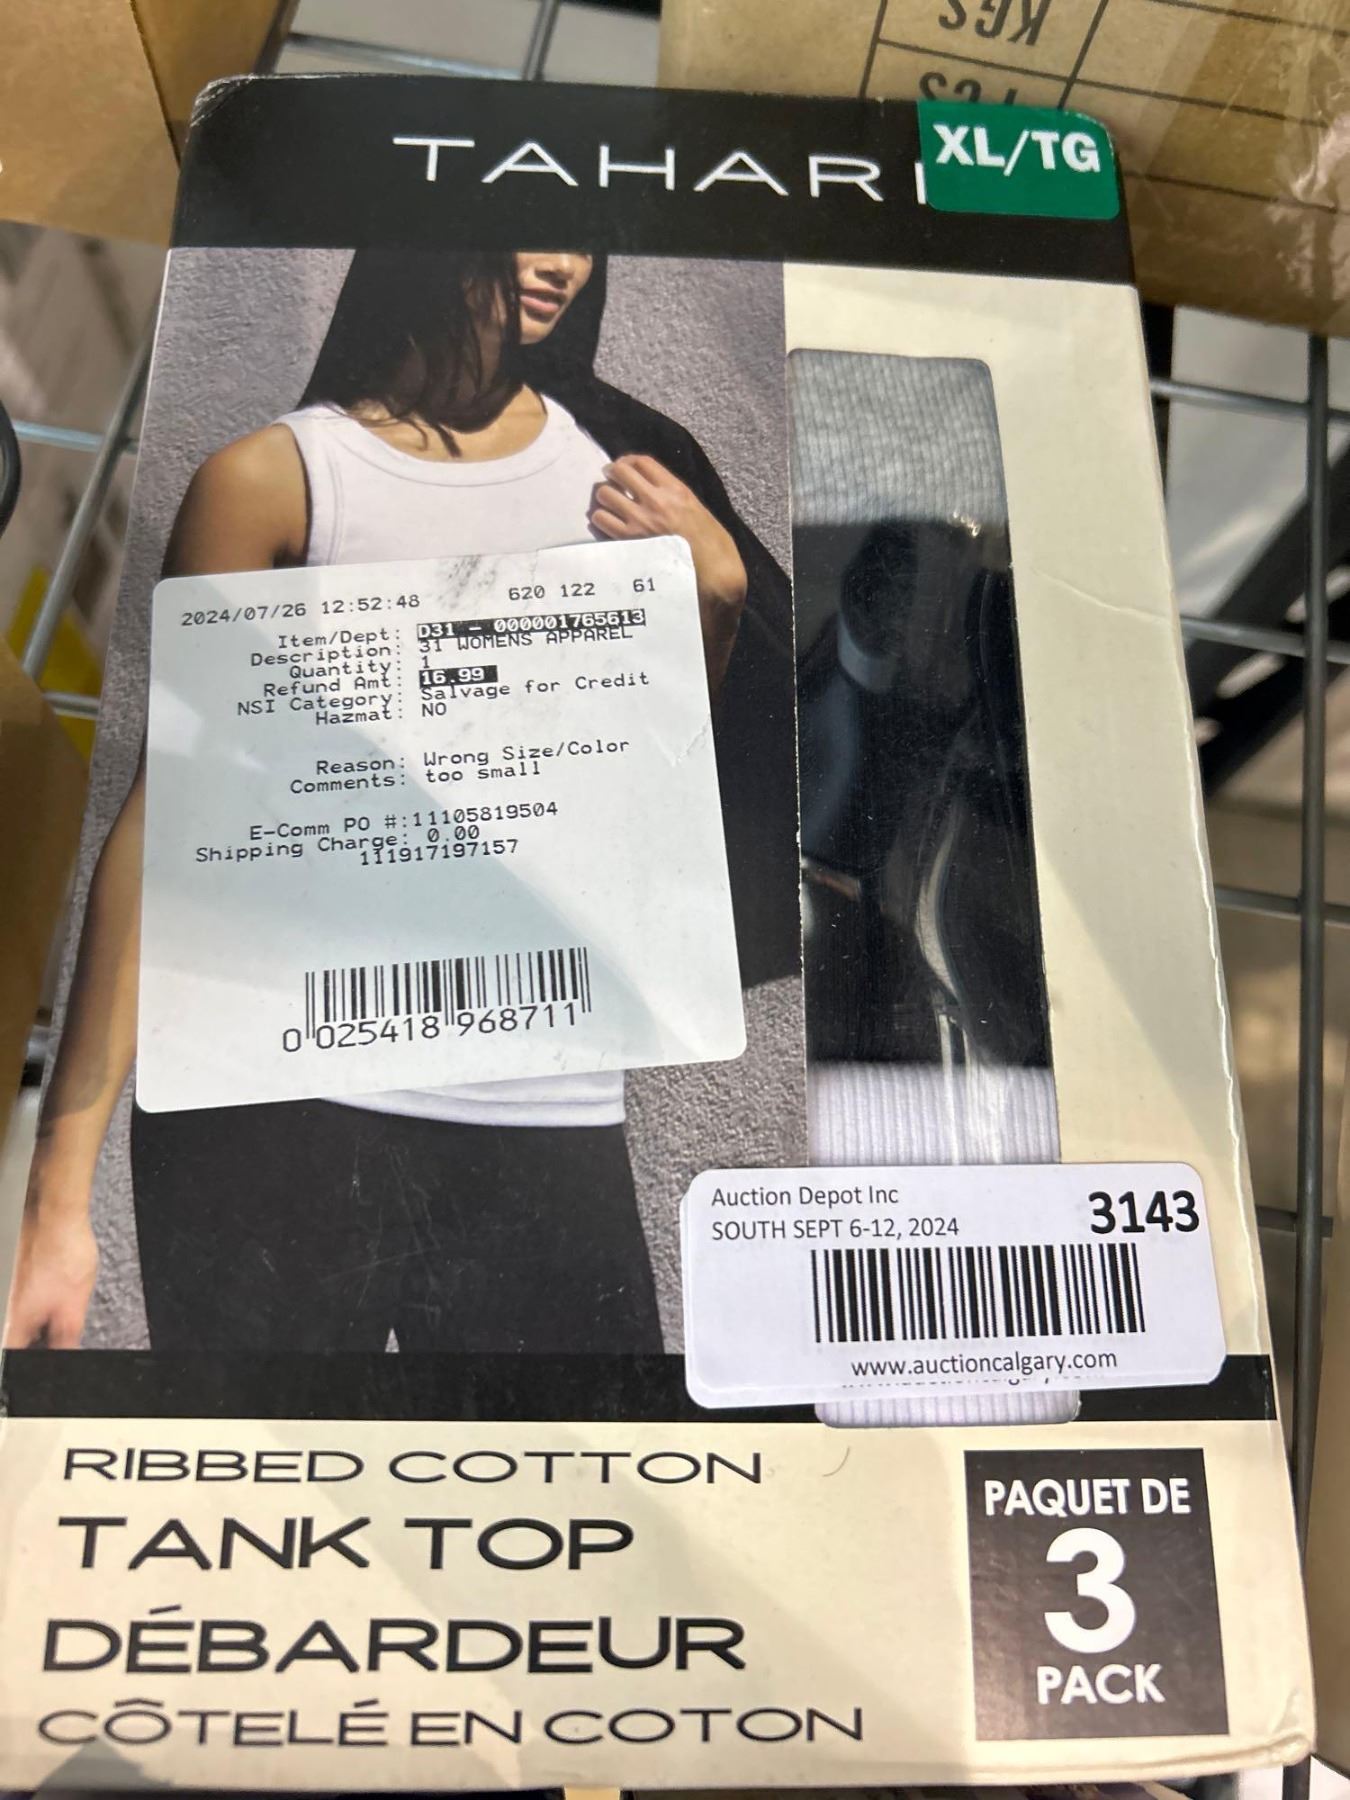 KGS
TAHARI
XL/TG
2024/07/26 12:52:48 620 122 61
Item/Dept: D31 - 000001765613
Description: 31 WOMENS APPAREL
Quantity: 1
Refund Amt: 16.99
NSI Category: Salvage for Credit
Hazmat: NO
Reason: Wrong Size/Color
Comments: too small
E-Comm PO #:11105819504
Shipping Charge: 0.00
111917197157
0 025418 968711
Auction Depot Inc
SOUTH SEPT 6-12, 2024
3143
www.auctioncalgary.com
RIBBED COTTON
TANK TOP
DÉBARDEUR
CÔTELÉ EN COTON
PAQUET DE
3
PACK